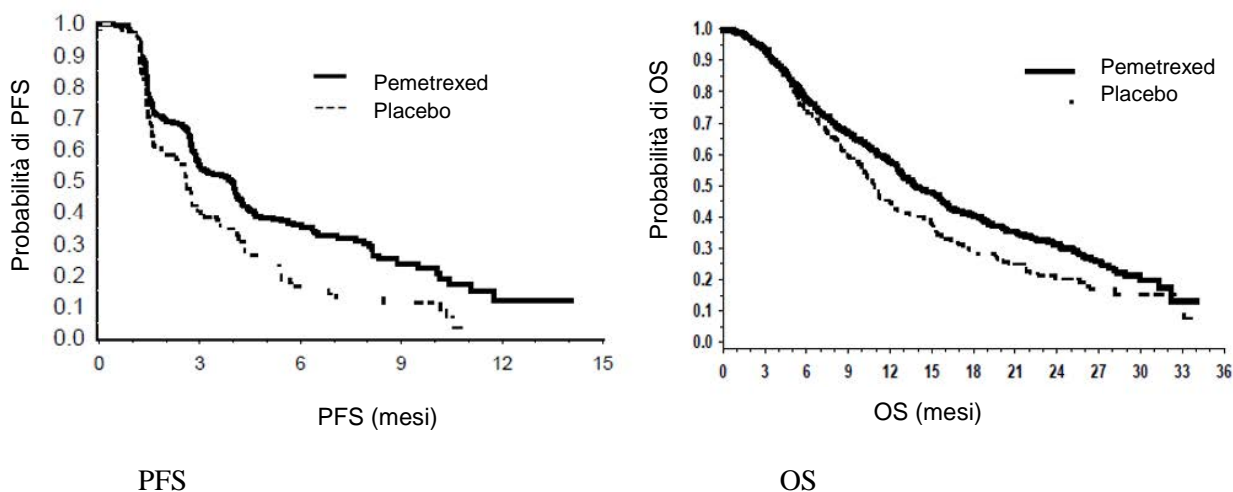 1.0
0.9
0.8
0.7
0.6
0.5
0.4
0.3
0.2
0.1
0.0
Probabilità di PFS
Pemetrexed
Placebo
0 3 6 9 12 15
PFS (mesi)
PFS
1.0
0.9
0.8
0.7
0.6
0.5
0.4
0.3
0.2
0.1
0.0
Probabilità di OS
Pemetrexed
Placebo
0 3 6 9 12 15 18 21 24 27 30 33 36
OS (mesi)
OS